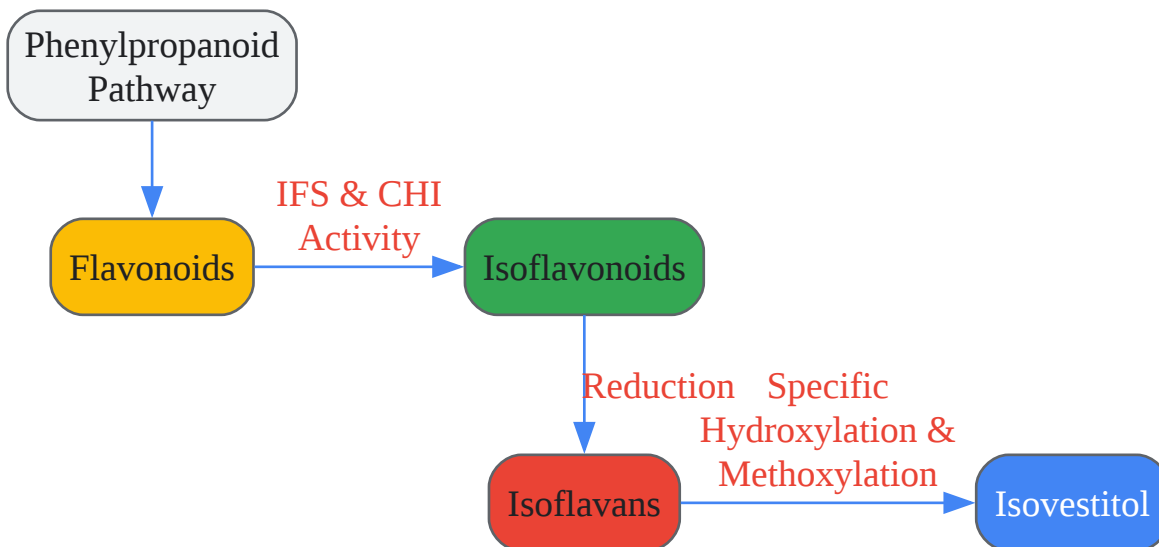 Phenylpropanoid
Pathway
IFS & CHI
Activity
Flavonoids
Isoflavonoids
Reduction
Specific
Hydroxylation &
Methoxylation
Isoflavans
Isovestitol